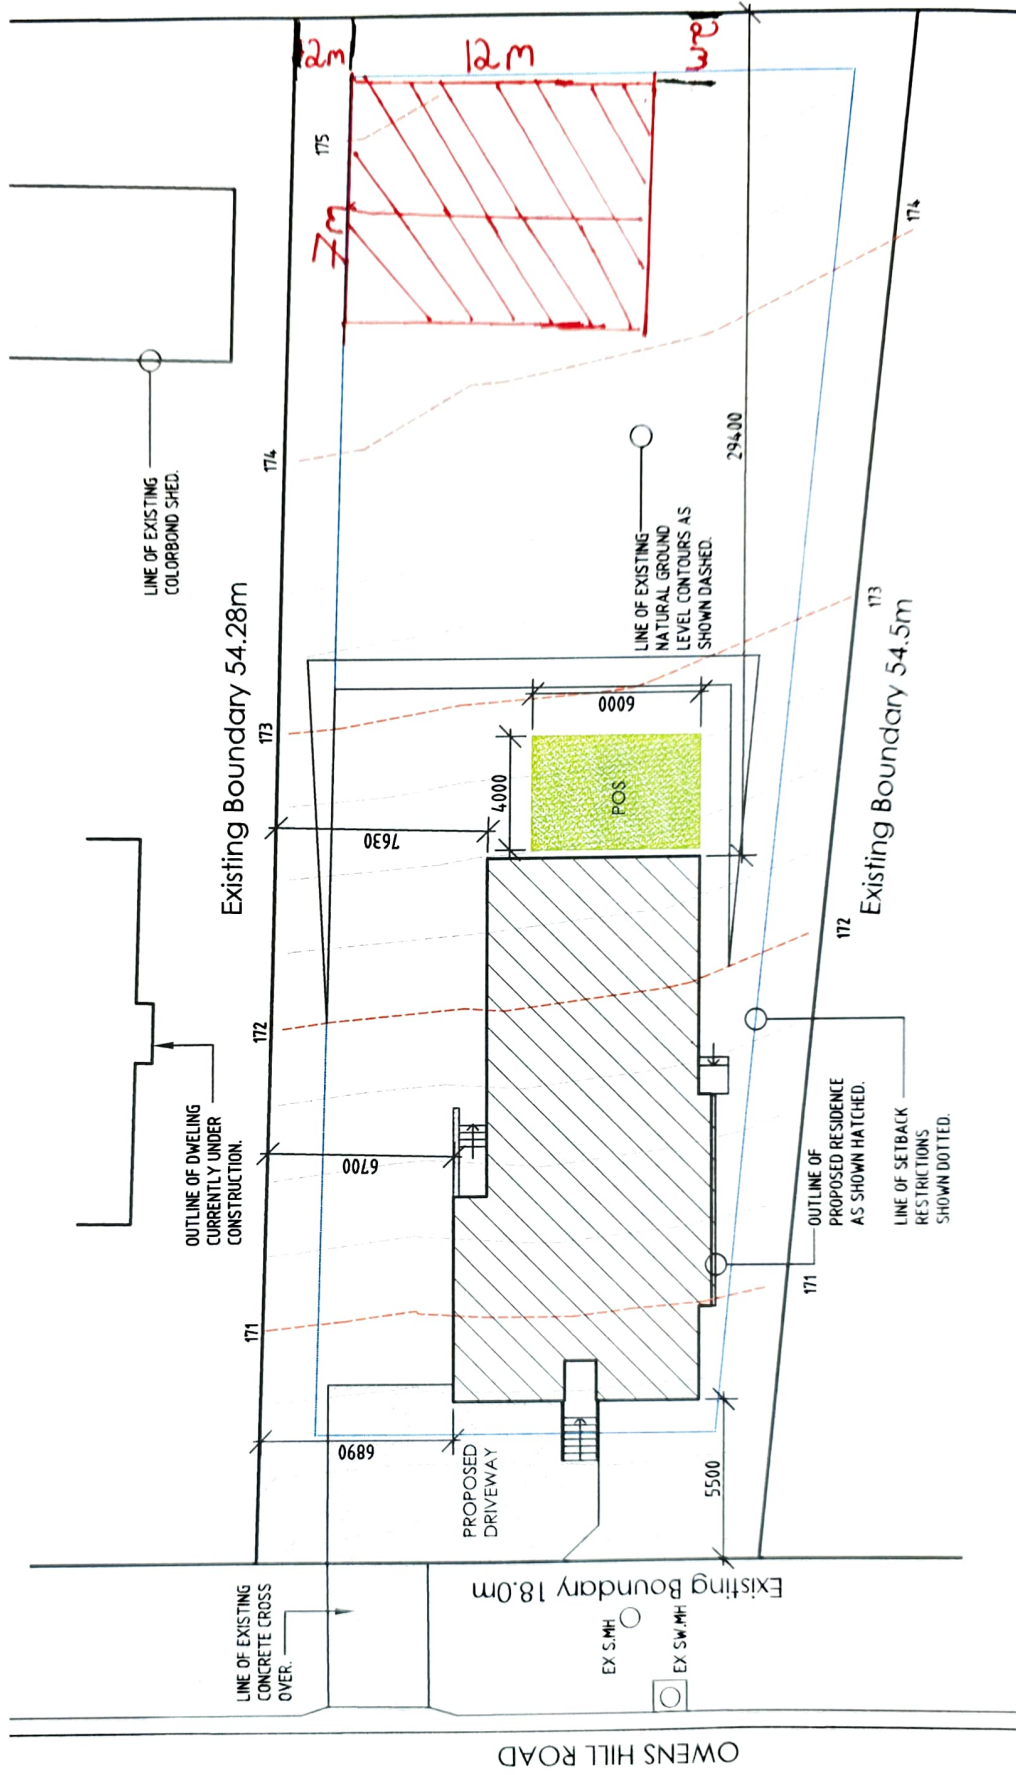 12m
12m
2m
175
7m
174
174
LINE OF EXISTING
COLORBOND SHED.
29400
LINE OF EXISTING
NATURAL GROUND
LEVEL CONTOURS AS
SHOWN DASHED.
Existing Boundary 54.28m
173
173
6000
4000
POS
7630
Existing Boundary 54.5m
172
172
OUTLINE OF DWELING
CURRENTLY UNDER
CONSTRUCTION.
6700
OUTLINE OF
PROPOSED RESIDENCE
AS SHOWN HATCHED.
LINE OF SETBACK
RESTRICTIONS
SHOWN DOTTED.
171
171
6890
PROPOSED
DRIVEWAY
5500
Existing Boundary 18.0m
LINE OF EXISTING
CONCRETE CROSS
OVER.
EX S.MH
EX SW.MH
OWENS HILL ROAD